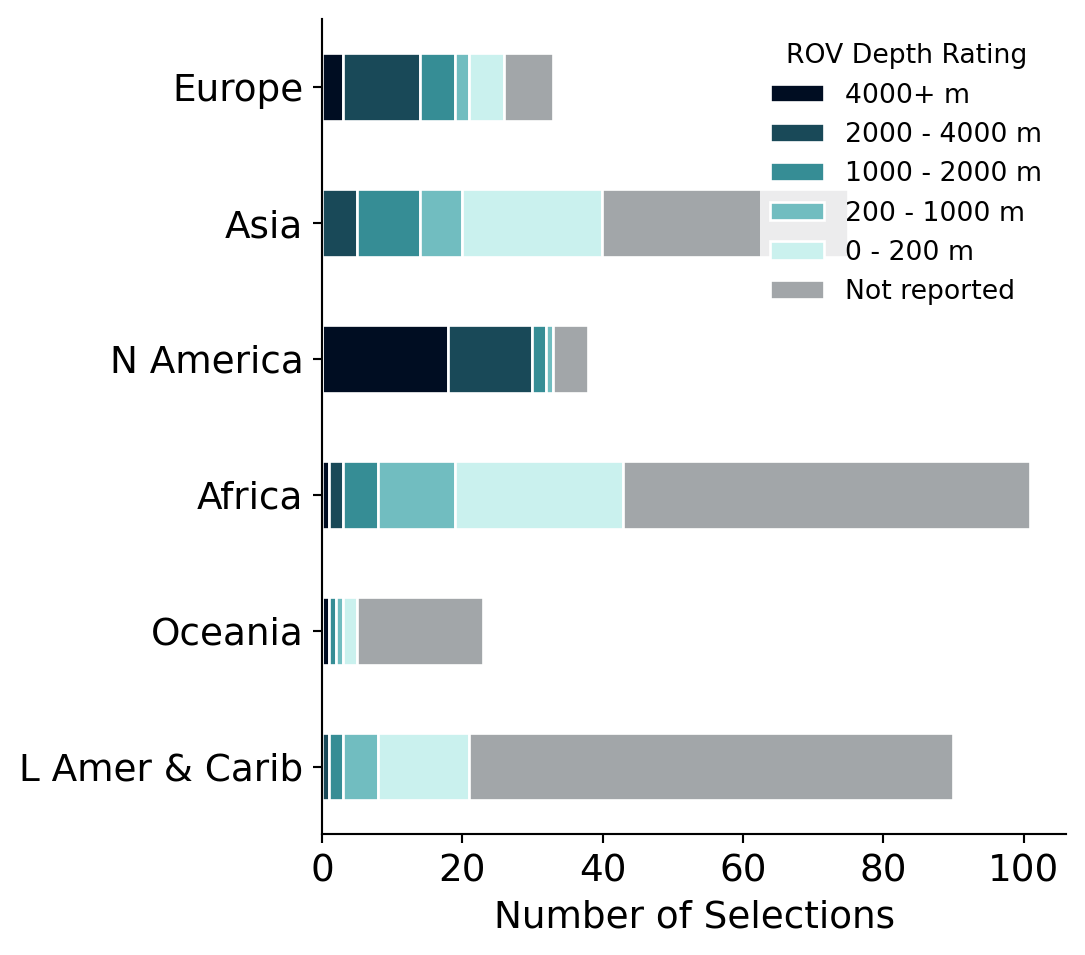 ROV Depth Rating
4000+ m
2000 - 4000 m
1000 - 2000 m
200 - 1000 m
0 - 200 m
Not reported
Europe
Asia
N America
Africa
Oceania
L Amer & Carib
0 20 40 60 80 100
Number of Selections